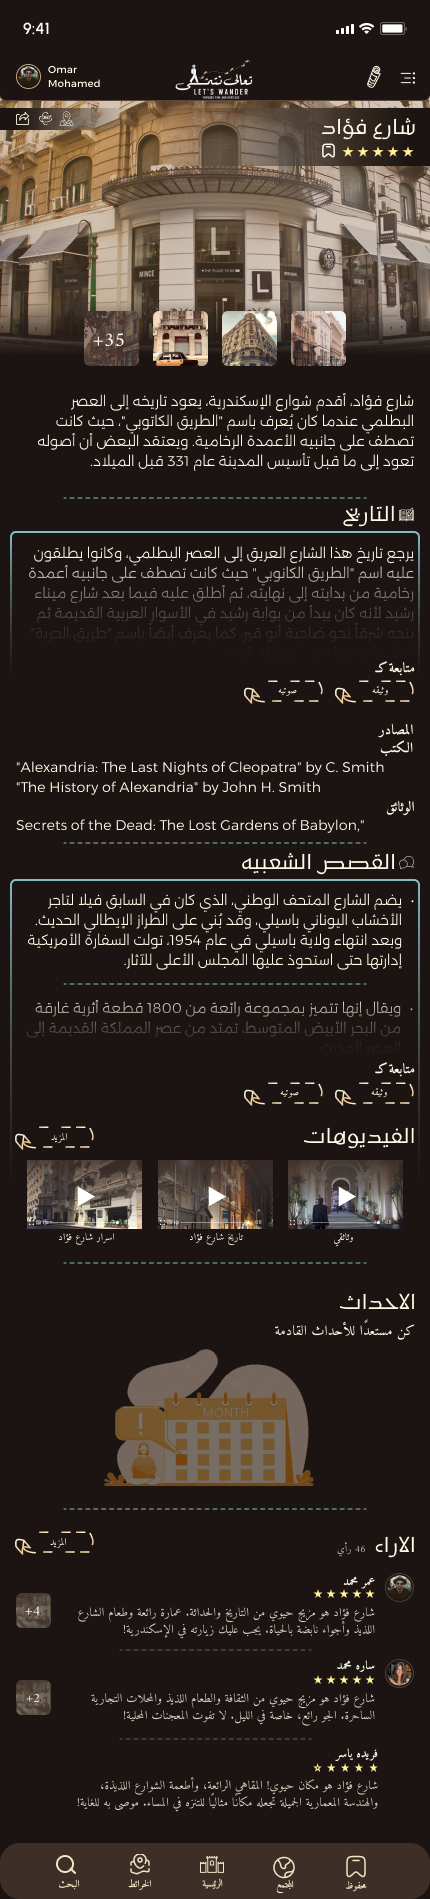 9:41
Omar
Mohamed
تعالى نتمشى
LET'S WANDER
شارع فؤاد
MINCE
L
THE PLACE TO BE
L
L
MINCE
+35
شارع فؤاد، أقدم شوارع الإسكندرية، يعود تاريخه إلى العصر
البطلمي عندما كان يُعرف باسم "الطريق الكانوبي"، حيث كانت
تصطف على جانبيه الأعمدة الرخامية. ويعتقد البعض أن أصوله
تعود إلى ما قبل تأسيس المدينة عام 331 قبل الميلاد.
التاريخ
يرجع تاريخ هذا الشارع العريق إلى العصر البطلمي، وكانوا يطلقون
عليه اسم "الطريق الكانوبي" حيث كانت تصطف على جانبيه أعمدة
رخامية من بدايته إلى نهايته، ثم أطلق عليه فيما بعد شارع ميناء
رشيد لأنه كان يبدأ من بوابة رشيد في الأسوار العربية القديمة ثم
يتجه شرقاً نحو ضاحية أبو قير. كما يعرف أيضاً باسم "طريق الحرية".
متابعة كـ
وثيقه
صوتيه
المصادر
الكتب
"Alexandria: The Last Nights of Cleopatra" by C. Smith
"The History of Alexandria" by John H. Smith
الوثائق
Secrets of the Dead: The Lost Gardens of Babylon,"
القصص الشعبيه
• يضم الشارع المتحف الوطني، الذي كان في السابق فيلا لتاجر
الأخشاب اليوناني باسيلي، وقد بُني على الطراز الإيطالي الحديث.
وبعد انتهاء ولاية باسيلي في عام 1954، تولت السفارة الأمريكية
إدارتها حتى استحوذ عليها المجلس الأعلى للآثار.
• ويقال إنها تتميز بمجموعة رائعة من 1800 قطعة أثرية غارقة
من البحر الأبيض المتوسط، تمتد من عصر المملكة القديمة إلى
العصر الحديث.
متابعة كـ
وثيقه
صوتيه
الفيديوهات
المزيد
وثائقي
تاريخ شارع فؤاد
اسرار شارع فؤاد
الاحداث
كن مستعدًا للأحداث القادمة
MONTH
!
الاراء
46 رأي
المزيد
عمر محمد
شارع فؤاد هو مزيج حيوي من التاريخ والحداثة. عمارة رائعة وطعام الشارع
اللذيذ وأجواء نابضة بالحياة. يجب عليك زيارته في الإسكندرية!
+4
ساره محمد
شارع فؤاد هو مزيج حيوي من الثقافة والطعام اللذيذ والمحلات التجارية
الساحرة. الجو رائع، خاصة في الليل. لا تفوت المعجنات المحلية!
+2
فريده ياسر
شارع فؤاد هو مكان حيوي! المقاهي الرائعة، وأطعمة الشوارع اللذيذة،
والهندسة المعمارية الجميلة تجعله مكانًا مثاليًا للتنزه في المساء. موصى به للغاية!
محفوظ
المجتمع
الرئيسية
الخرائط
البحث